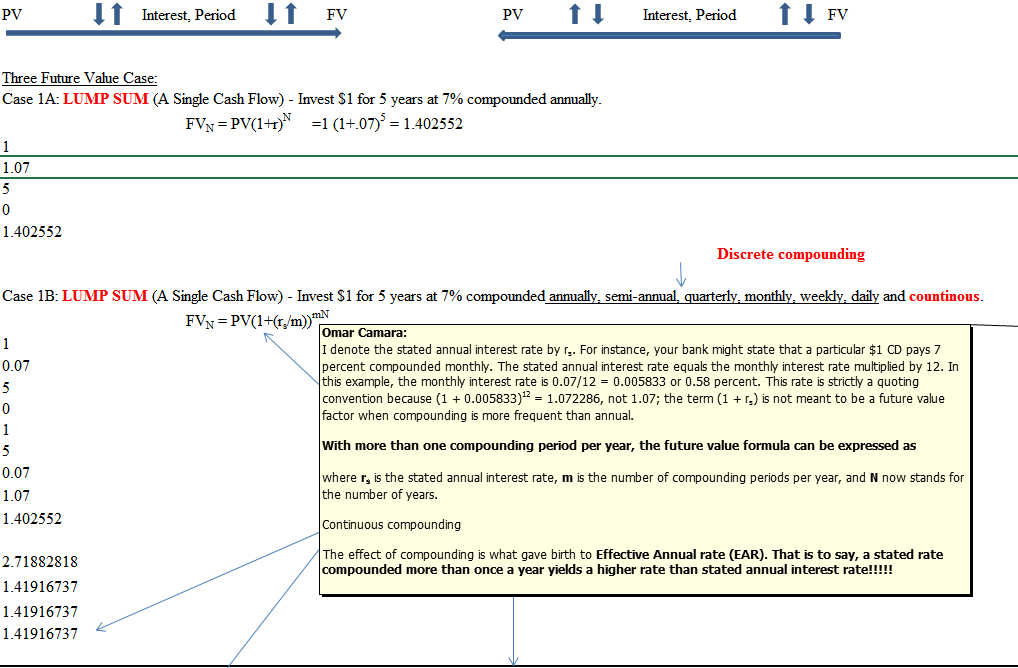 PV Interest, Period FV PV Interest, Period FV
Three Future Value Case:
Case 1A: LUMP SUM (A Single Cash Flow) - Invest $1 for 5 years at 7% compounded annually.
FVN = PV(1+r)^N =1 (1+.07)^5 = 1.402552
1
1.07
5
0
1.402552
Discrete compounding
Case 1B: LUMP SUM (A Single Cash Flow) - Invest $1 for 5 years at 7% compounded annually, semi-annual, quarterly, monthly, weekly, daily and countinous.
FVN = PV(1+(rs/m))^mN
1
0.07
5
0
1
5
0.07
1.07
1.402552
2.71882818
1.41916737
1.41916737
1.41916737
Omar Camara:
I denote the stated annual interest rate by rs. For instance, your bank might state that a particular $1 CD pays 7
percent compounded monthly. The stated annual interest rate equals the monthly interest rate multiplied by 12. In
this example, the monthly interest rate is 0.07/12 = 0.005833 or 0.58 percent. This rate is strictly a quoting
convention because (1 + 0.005833)^12 = 1.072286, not 1.07; the term (1 + rs) is not meant to be a future value
factor when compounding is more frequent than annual.
With more than one compounding period per year, the future value formula can be expressed as
where rs is the stated annual interest rate, m is the number of compounding periods per year, and N now stands for
the number of years.
Continuous compounding
The effect of compounding is what gave birth to Effective Annual rate (EAR). That is to say, a stated rate
compounded more than once a year yields a higher rate than stated annual interest rate!!!!!